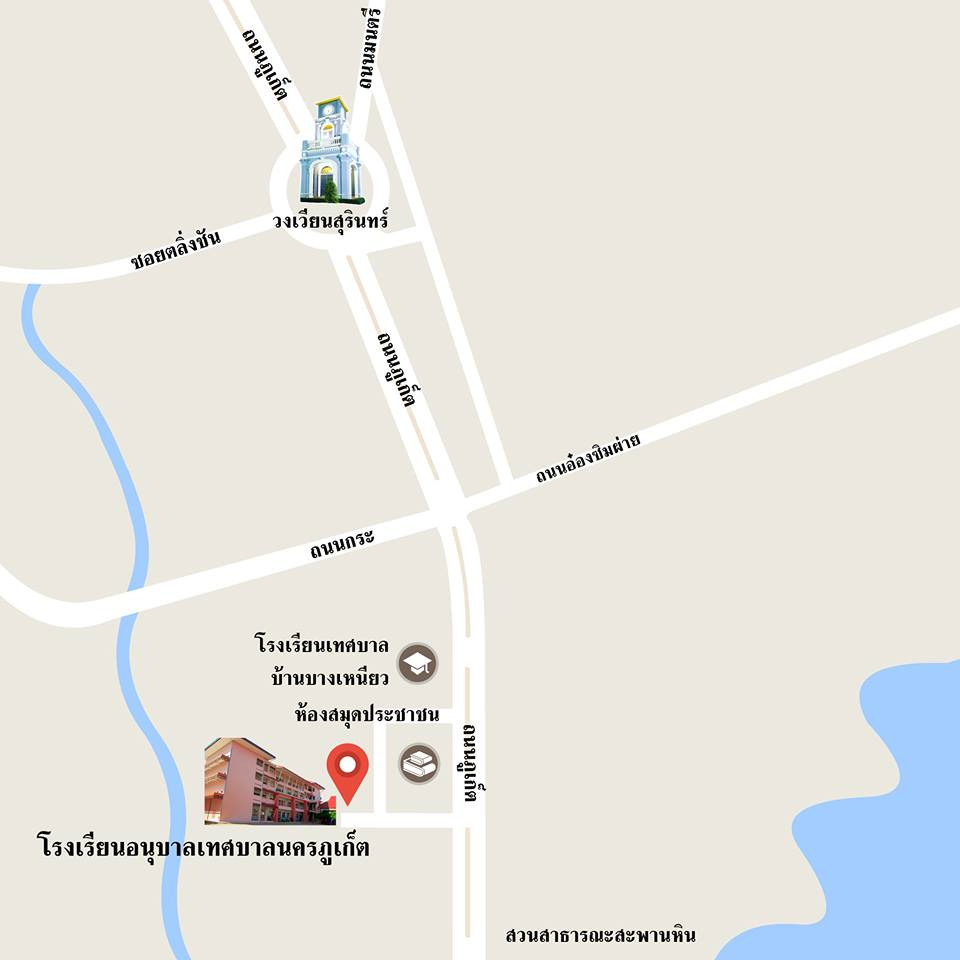 ถนนภูเก็ต
ถนนมนตรี
วงเวียนสุรินทร์
ซอยตลิ่งชัน
ถนนภูเก็ต
ถนนอ๋องซิมผ่าย
ถนนกระ
โรงเรียนเทศบาล
บ้านบางเหนียว
ห้องสมุดประชาชน
ถนนภูเก็ต
โรงเรียนอนุบาลเทศบาลนครภูเก็ต
สวนสาธารณะสะพานหิน